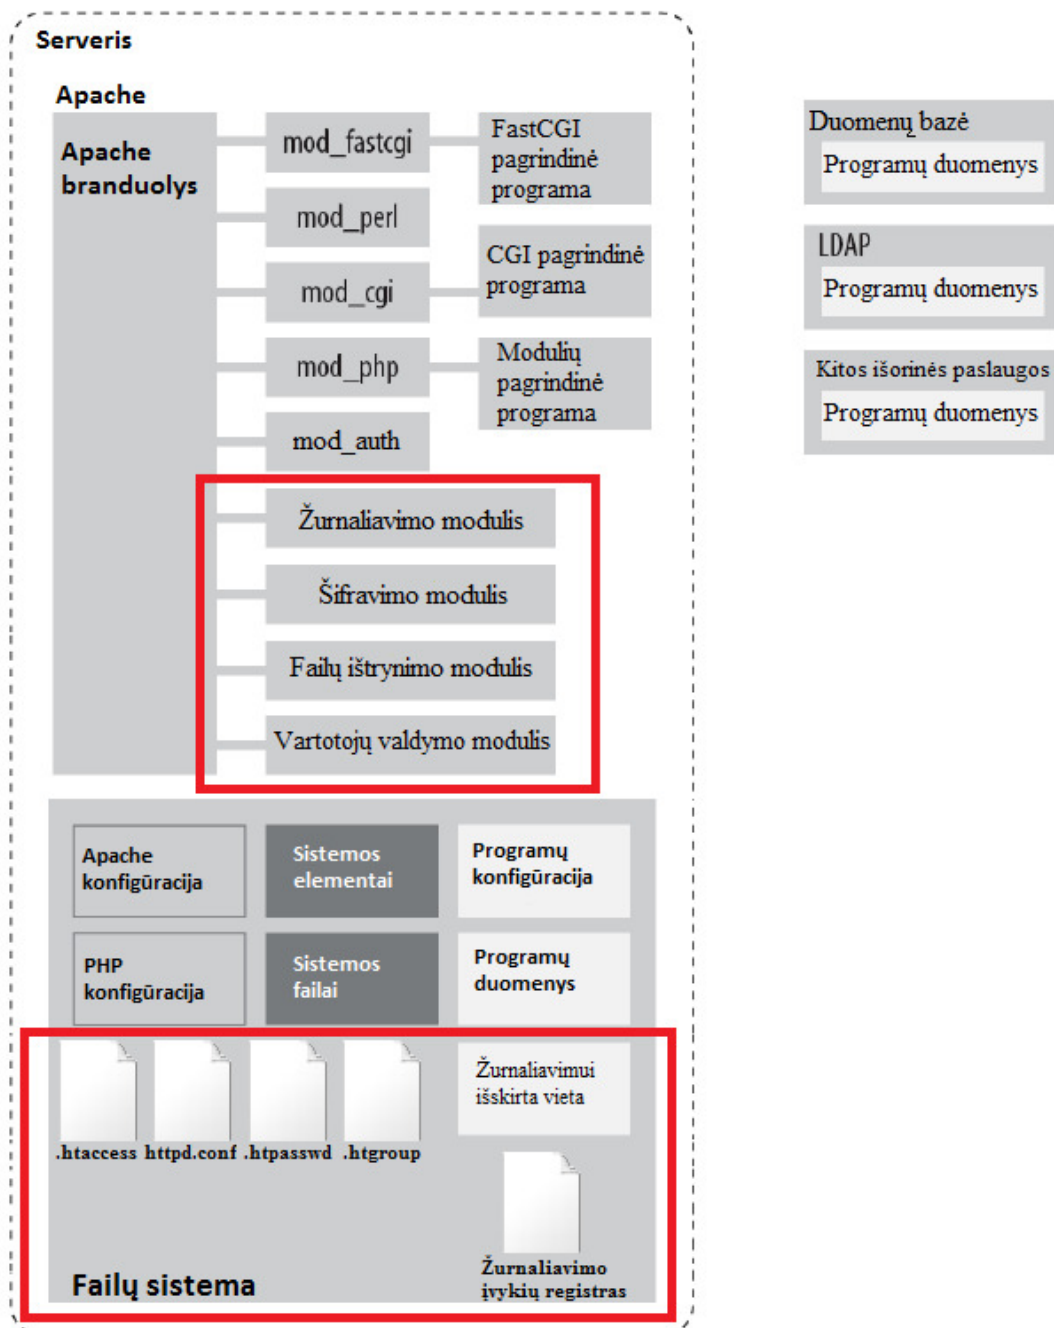 Serveris
Apache
Apache
branduolys
mod_fastcgi
FastCGI
pagrindinė
programa
mod_perl
mod_cgi
CGI pagrindinė
programa
mod_php
Modulių
pagrindinė
programa
mod_auth
Žurnaliavimo modulis
Šifravimo modulis
Failų ištrynimo modulis
Vartotojų valdymo modulis
Duomenų bazė
Programų duomenys
LDAP
Programų duomenys
Kitos išorinės paslaugos
Programų duomenys
Apache
konfigūracija
Sistemos
elementai
Programų
konfigūracija
PHP
konfigūracija
Sistemos
failai
Programų
duomenys
.htaccess
httpd.conf
.htpasswd
.htgroup
Žurnaliavimui
išskirta vieta
Žurnaliavimo
įvykių registras
Failų sistema